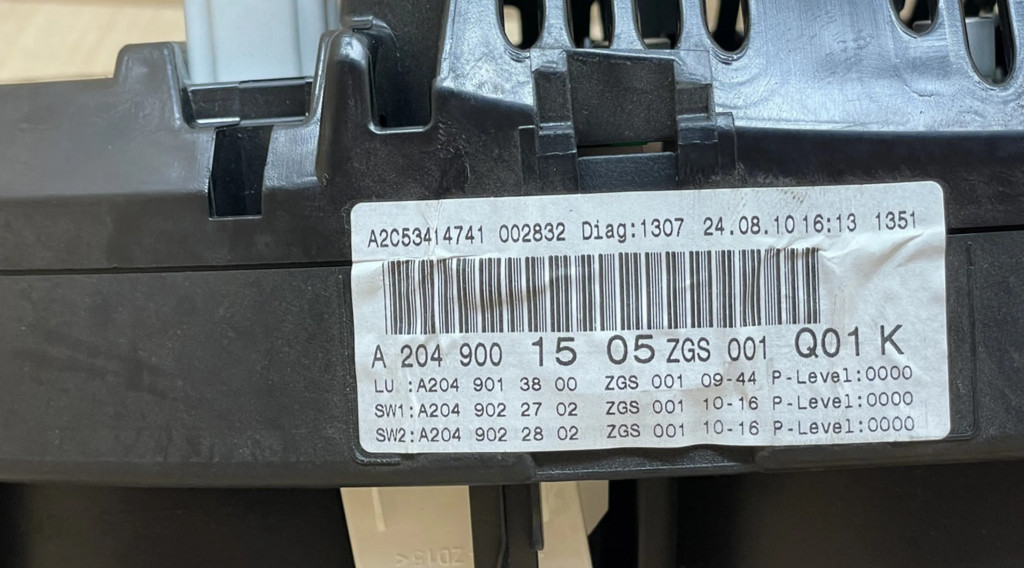 A2C53414741 002832 Diag:1307 24.08.10 16:13 1351
A 204 900 15 05 ZGS 001 Q01 K
LU :A204 901 38 00 ZGS 001 09-44 P-Level:0000
SW1:A204 902 27 02 ZGS 001 10-16 P-Level:0000
SW2:A204 902 28 02 ZGS 001 10-16 P-Level:0000